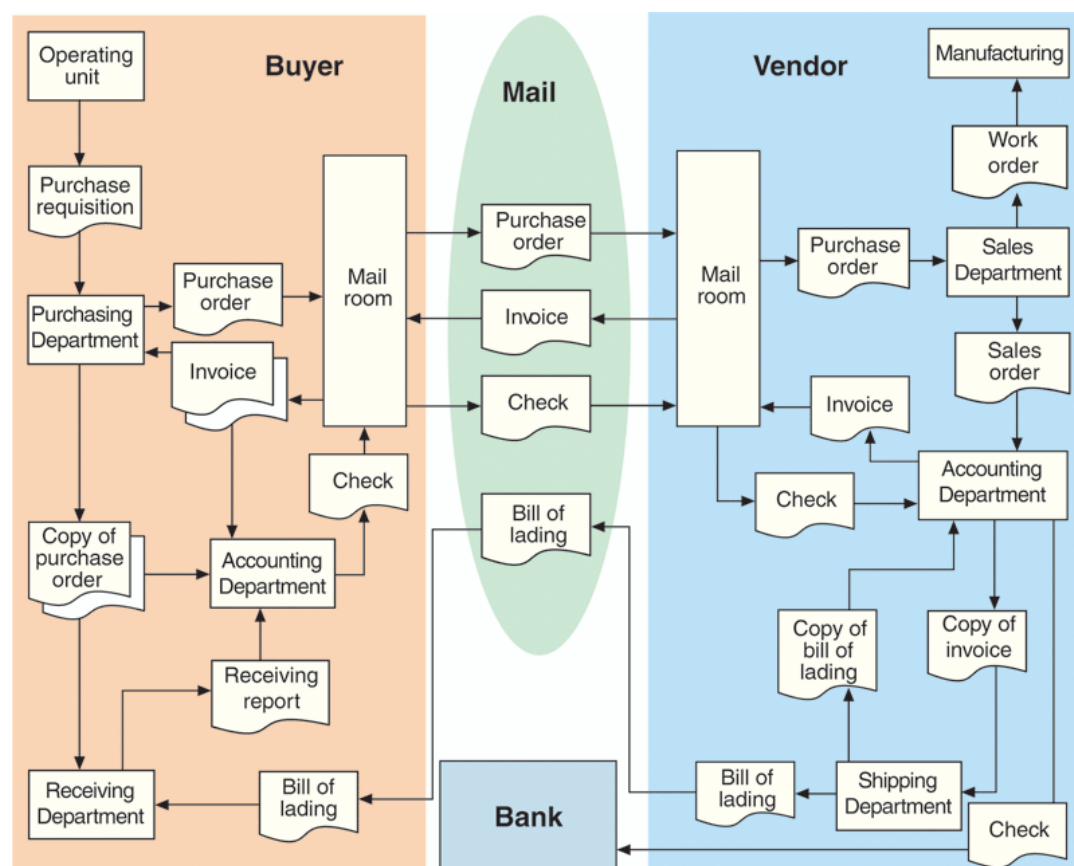 Buyer
Mail
Vendor
Operating
unit
Purchase
requisition
Purchasing
Department
Purchase
order
Invoice
Mail
room
Check
Copy of
purchase
order
Accounting
Department
Receiving
report
Receiving
Department
Bill of
lading
Purchase
order
Invoice
Check
Bill of
lading
Bank
Mail
room
Purchase
order
Manufacturing
Work
order
Sales
Department
Sales
order
Invoice
Accounting
Department
Check
Copy of
bill of
lading
Copy of
invoice
Bill of
lading
Shipping
Department
Check